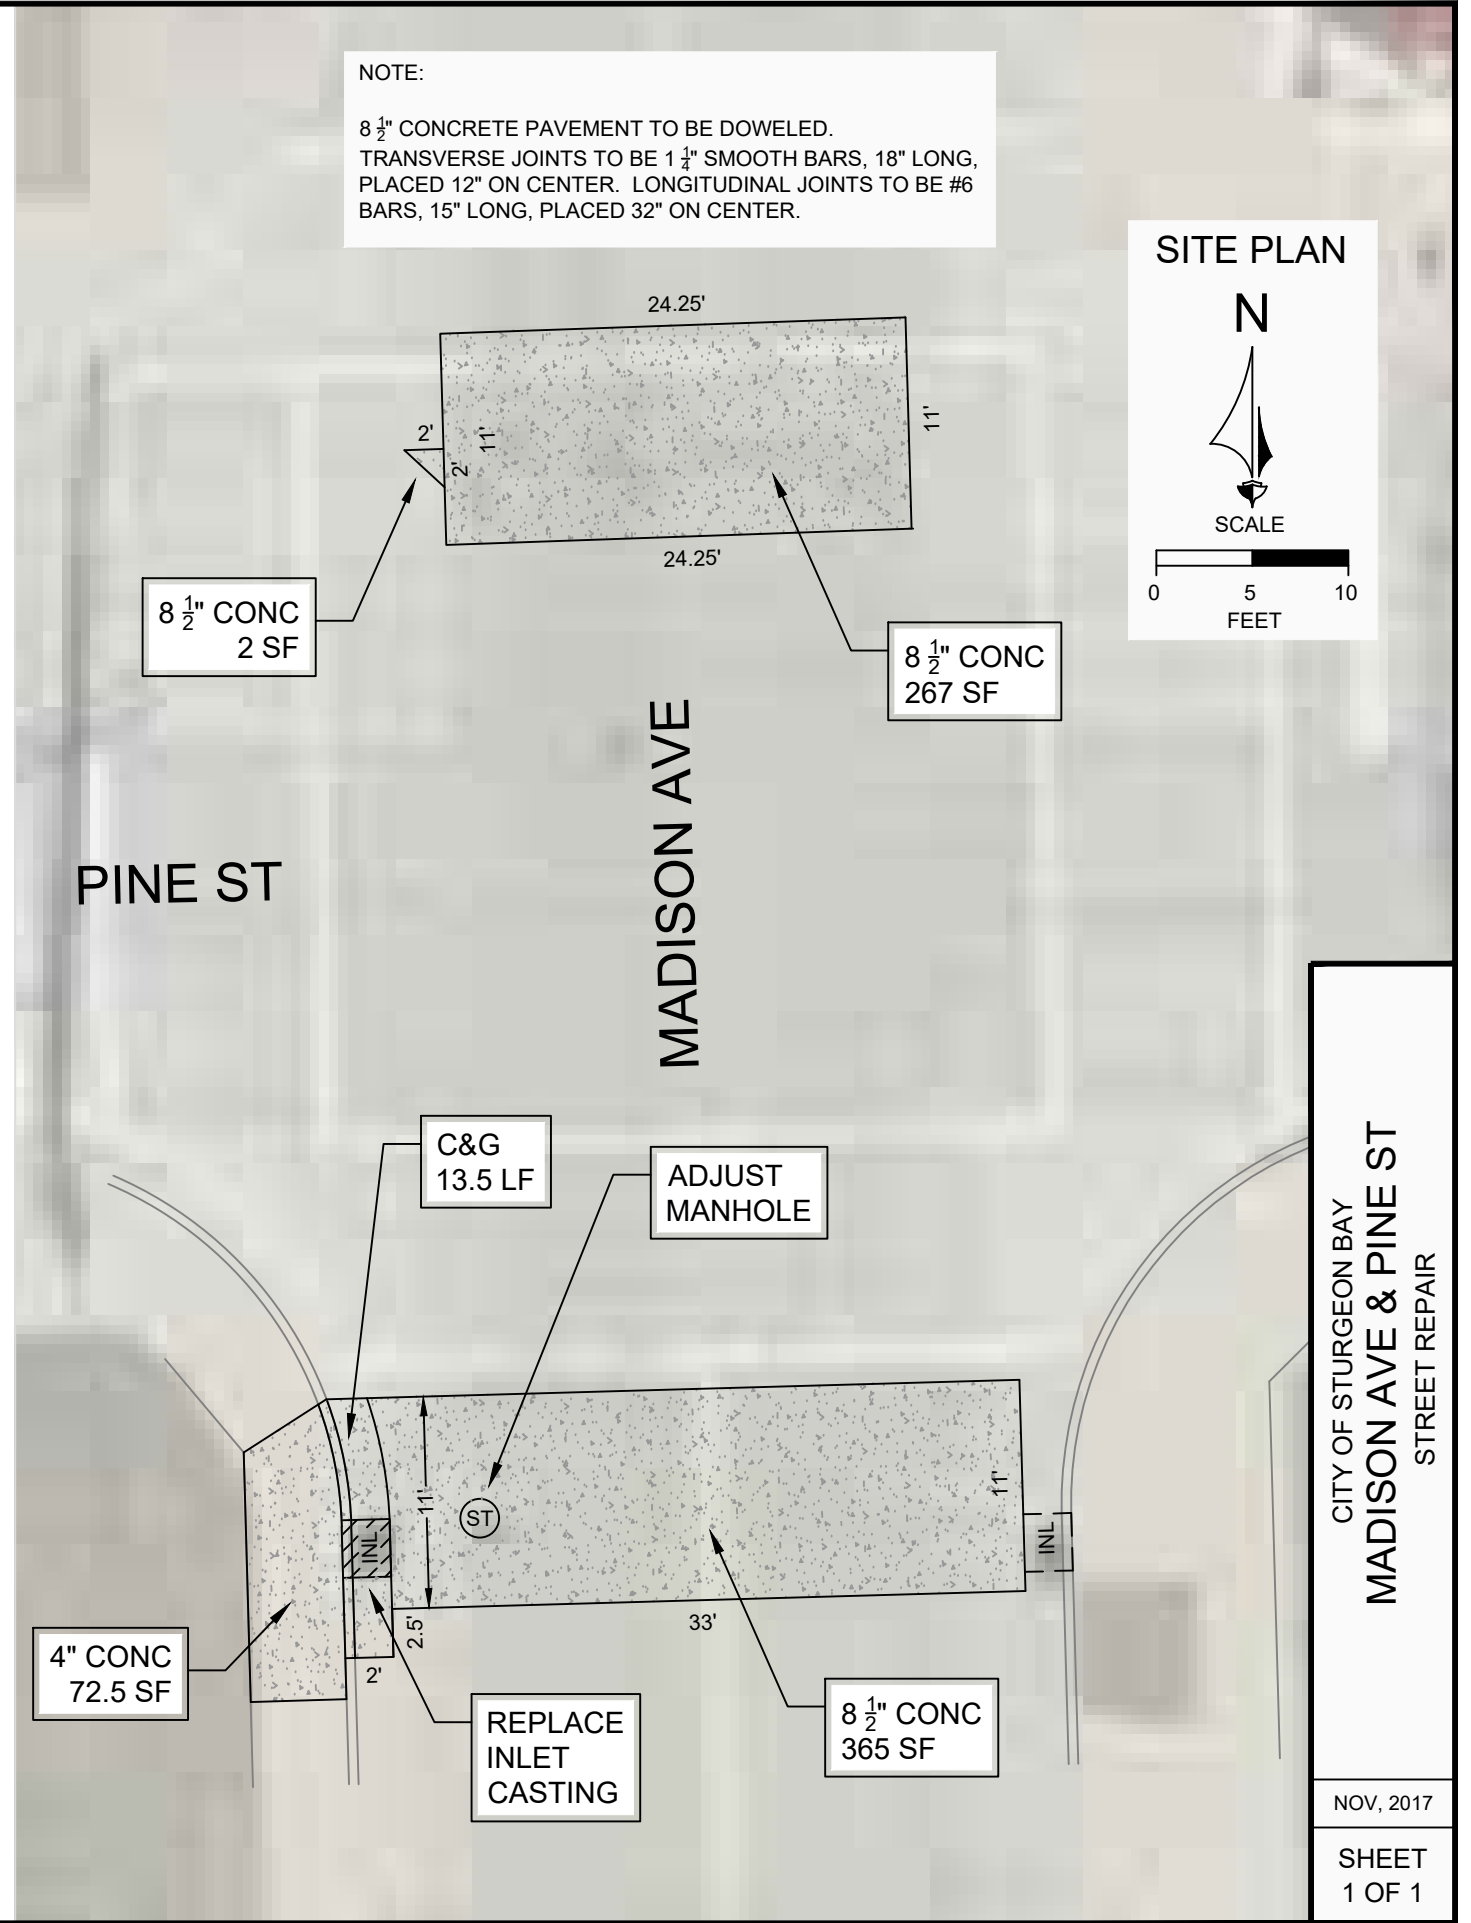 NOTE:
8 1/2" CONCRETE PAVEMENT TO BE DOWELED.
TRANSVERSE JOINTS TO BE 1 1/4" SMOOTH BARS, 18" LONG,
PLACED 12" ON CENTER. LONGITUDINAL JOINTS TO BE #6
BARS, 15" LONG, PLACED 32" ON CENTER.
SITE PLAN
N
SCALE
0 5 10
FEET
24.25'
11'
11'
2'
2'
24.25'
8 1/2" CONC
2 SF
8 1/2" CONC
267 SF
MADISON AVE
PINE ST
C&G
13.5 LF
ADJUST
MANHOLE
11'
ST
11'
INL
INL
33'
2.5'
2'
4" CONC
72.5 SF
REPLACE
INLET
CASTING
8 1/2" CONC
365 SF
CITY OF STURGEON BAY
MADISON AVE & PINE ST
STREET REPAIR
NOV, 2017
SHEET
1 OF 1